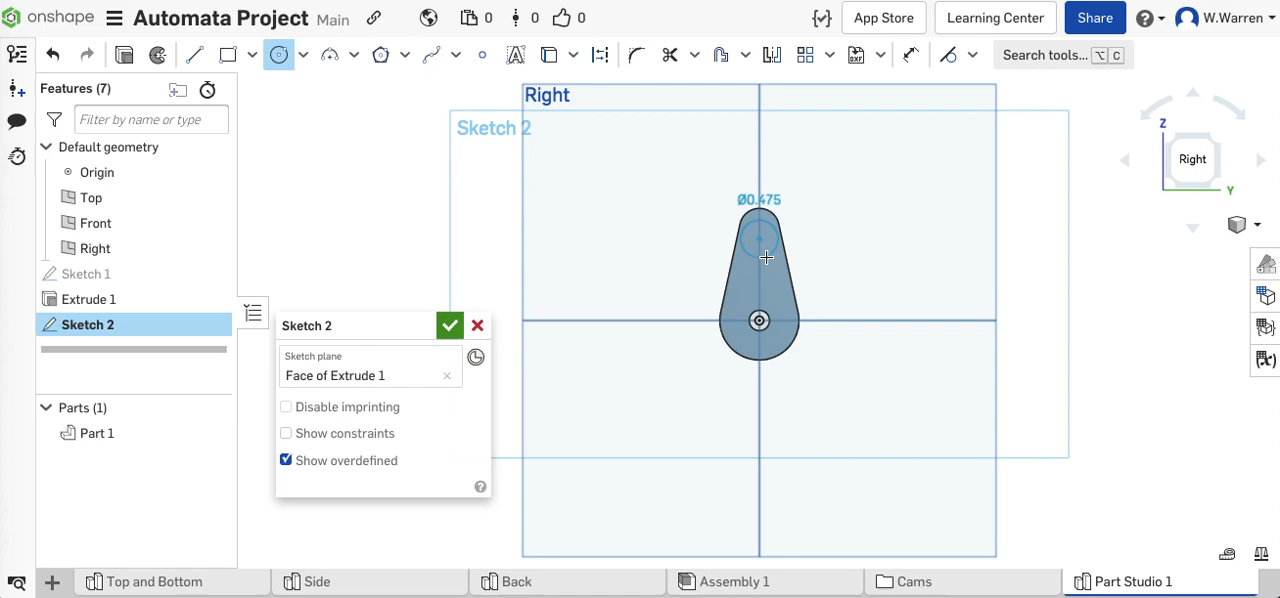 onshape Automata Project Main 0 0 0 App Store Learning Center Share W.Warren
Search tools... ⌥ C
Features (7)
Filter by name or type
Default geometry
Origin
Top
Front
Right
Sketch 1
Extrude 1
Sketch 2
Parts (1)
Part 1
Sketch 2
Sketch plane
Face of Extrude 1
Disable imprinting
Show constraints
Show overdefined
Right
Sketch 2
Ø0.475
Z
Right
Y
Top and Bottom Side Back Assembly 1 Cams Part Studio 1